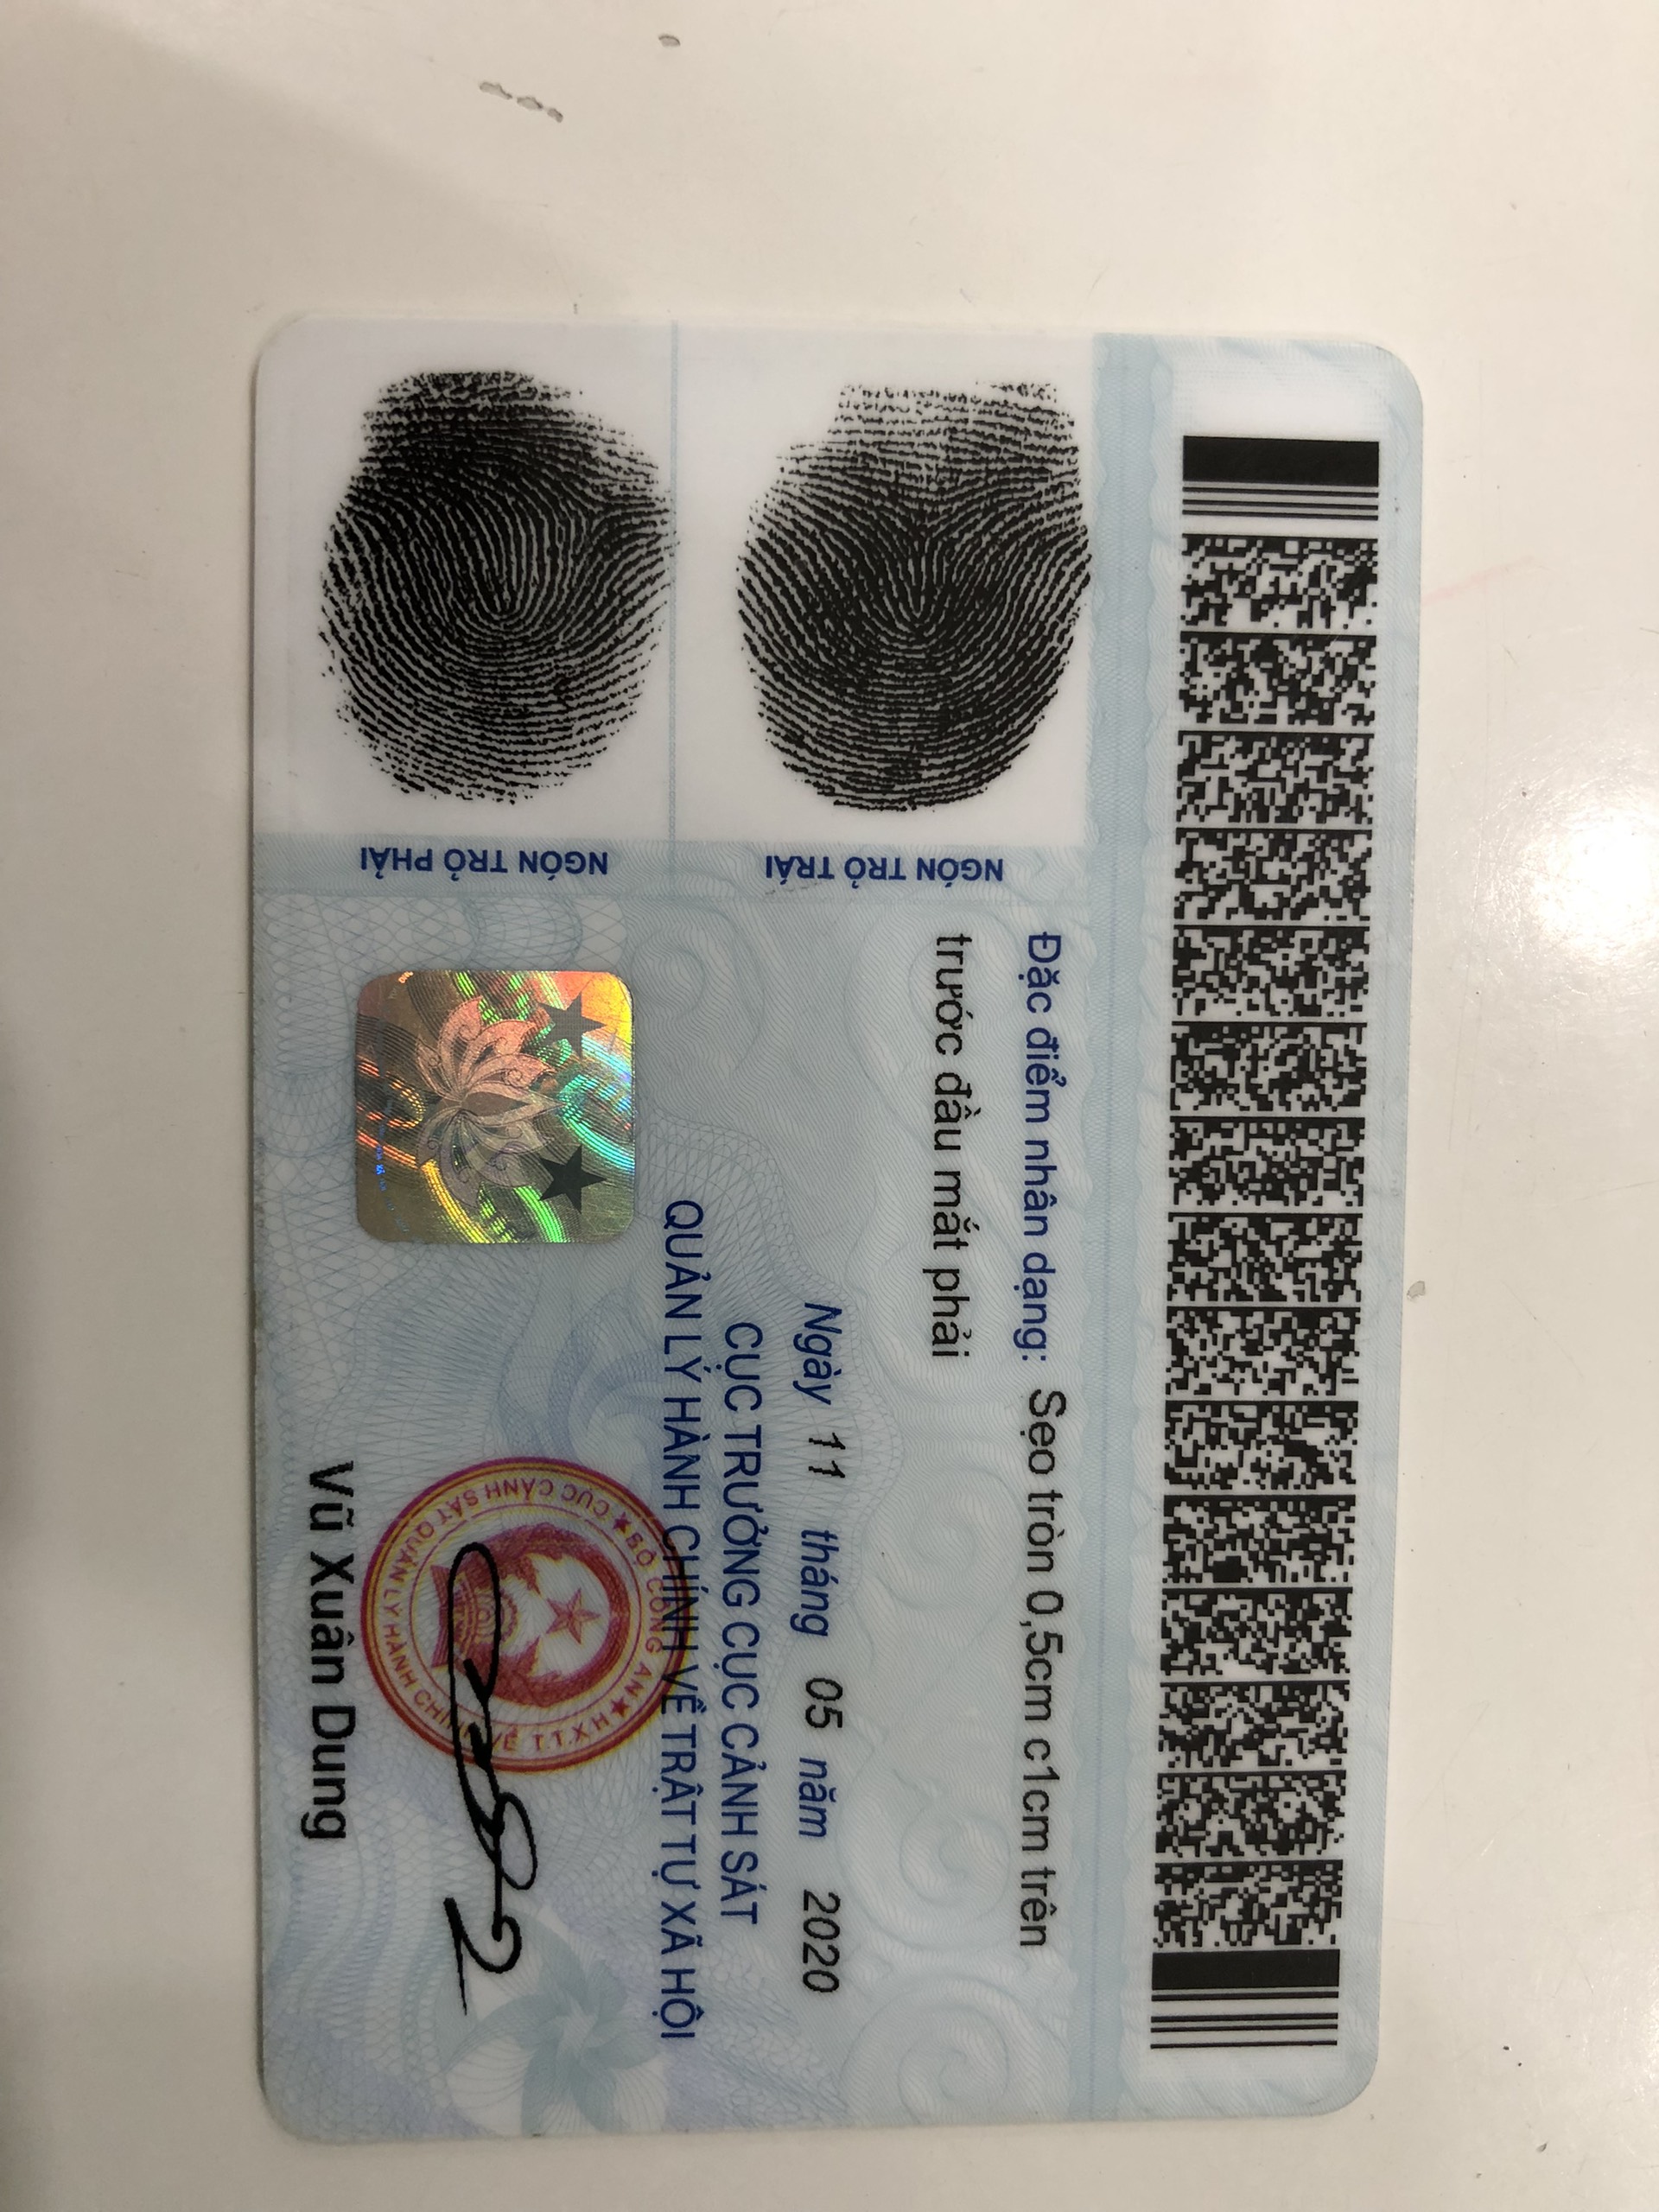 Đặc điểm nhân dạng: Sẹo tròn 0,5cm c1cm trên
trước đầu mắt phải
NGÓN TRỎ TRÁI
NGÓN TRỎ PHẢI
Ngày 11 tháng 05 năm 2020
CỤC TRƯỞNG CỤC CẢNH SÁT
QUẢN LÝ HÀNH CHÍNH VỀ TRẬT TỰ XÃ HỘI
BỘ CÔNG AN
CỤC CẢNH SÁT QUẢN LÝ HÀNH CHÍNH VỀ T.T.X.H
Vũ Xuân Dung